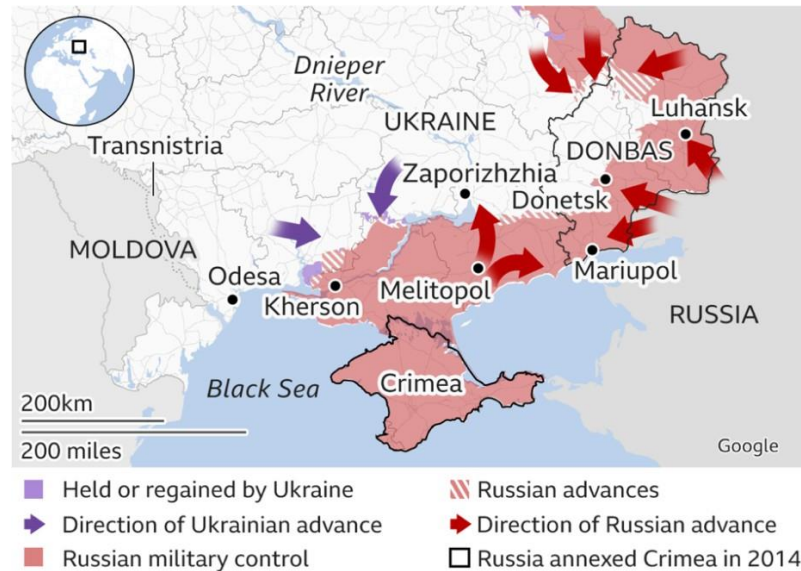 Dnieper
River
UKRAINE
Luhansk
Transnistria
Zaporizhzhia
DONBAS
Donetsk
MOLDOVA
Odesa
Kherson
Melitopol
Mariupol
RUSSIA
Black Sea
Crimea
200km
200 miles
Google
Held or regained by Ukraine
Russian advances
Direction of Ukrainian advance
Direction of Russian advance
Russian military control
Russia annexed Crimea in 2014